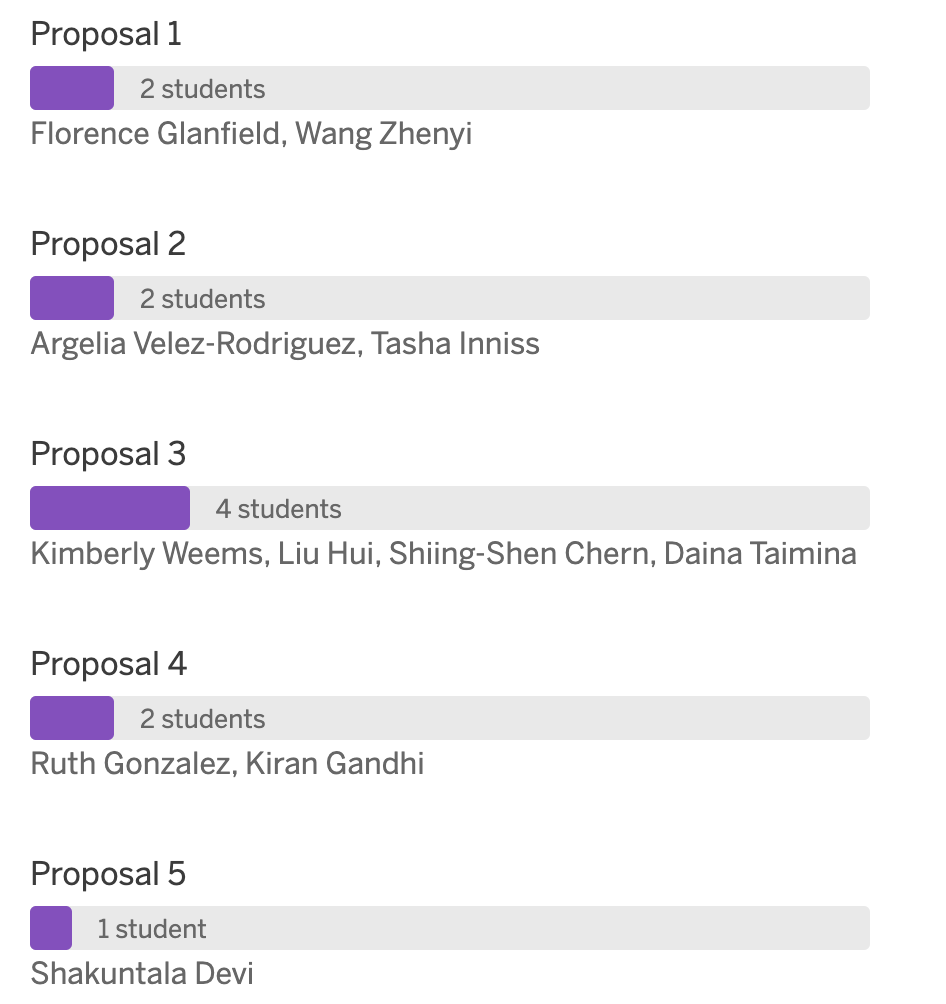 Proposal 1
2 students
Florence Glanfield, Wang Zhenyi
Proposal 2
2 students
Argelia Velez-Rodriguez, Tasha Inniss
Proposal 3
4 students
Kimberly Weems, Liu Hui, Shiing-Shen Chern, Daina Taimina
Proposal 4
2 students
Ruth Gonzalez, Kiran Gandhi
Proposal 5
1 student
Shakuntala Devi